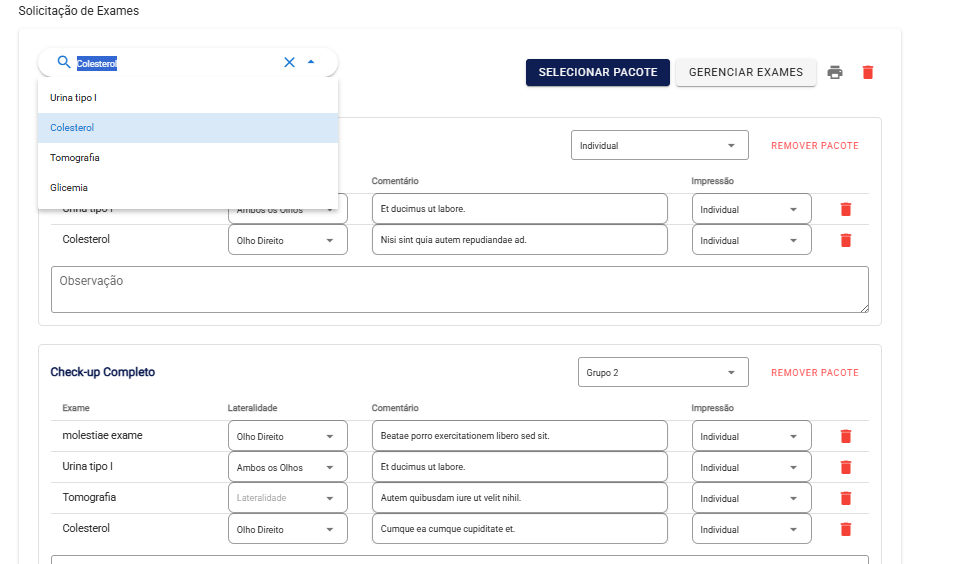 Solicitação de Exames
Colesterol
SELECIONAR PACOTE
GERENCIAR EXAMES
Urina tipo I
Colesterol
Tomografia
Glicemia
Individual
REMOVER PACOTE
Comentário Impressão
Urina tipo I Ambos os Olhos Et ducimus ut labore. Individual
Colesterol Olho Direito Nisi sint quia autem repudiandae ad. Individual
Observação
Check-up Completo Grupo 2 REMOVER PACOTE
Exame Lateralidade Comentário Impressão
molestiae exame Olho Direito Beatae porro exercitationem libero sed sit. Individual
Urina tipo I Ambos os Olhos Et ducimus ut labore. Individual
Tomografia Lateralidade Autem quibusdam iure ut velit nihil. Individual
Colesterol Olho Direito Cumque ea cumque cupiditate et. Individual